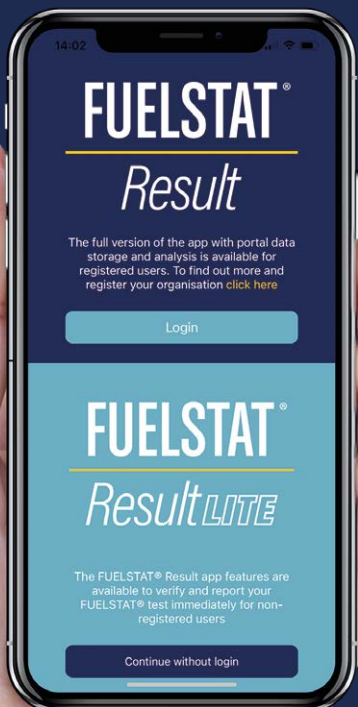 14:02
FUELSTAT®
Result
The full version of the app with portal data
storage and analysis is available for
registered users. To find out more and
register your organisation click here
Login
FUELSTAT®
Result LITE
The FUELSTAT® Result app features are
available to verify and report your
FUELSTAT® test immediately for non-
registered users
Continue without login